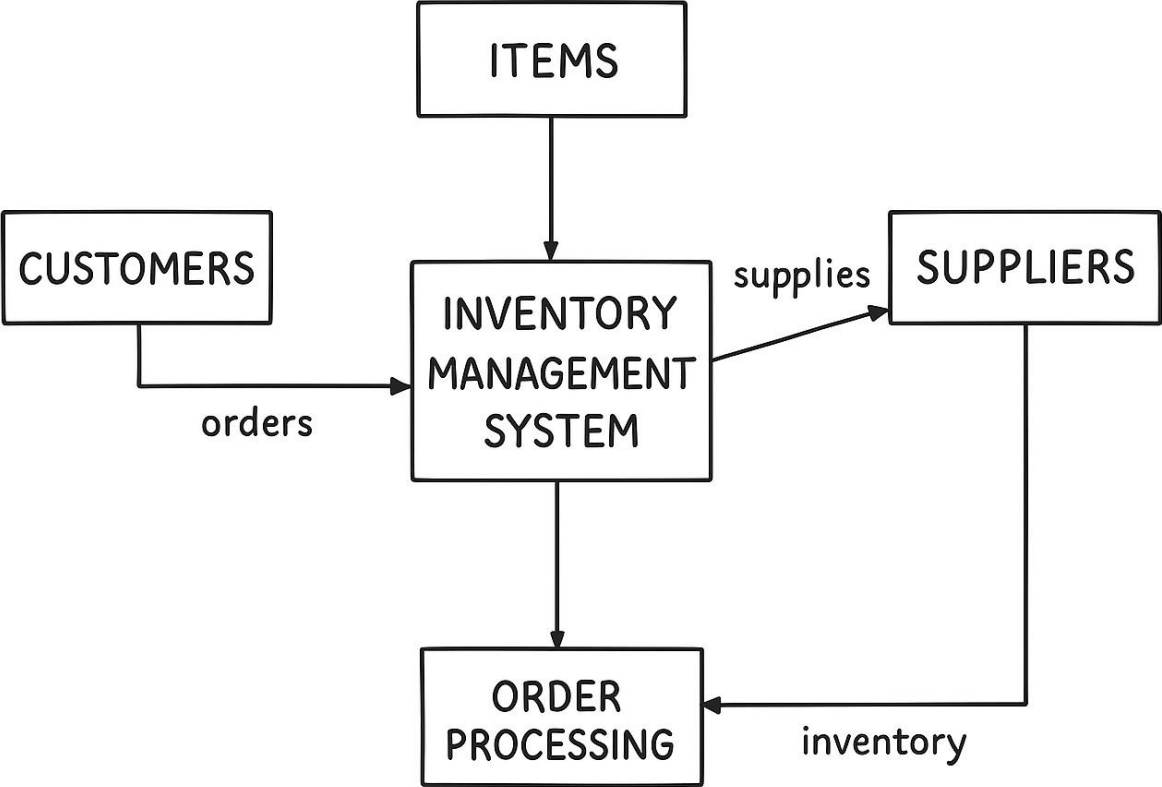 ITEMS
CUSTOMERS
SUPPLIERS
supplies
INVENTORY
MANAGEMENT
SYSTEM
orders
ORDER
PROCESSING
inventory